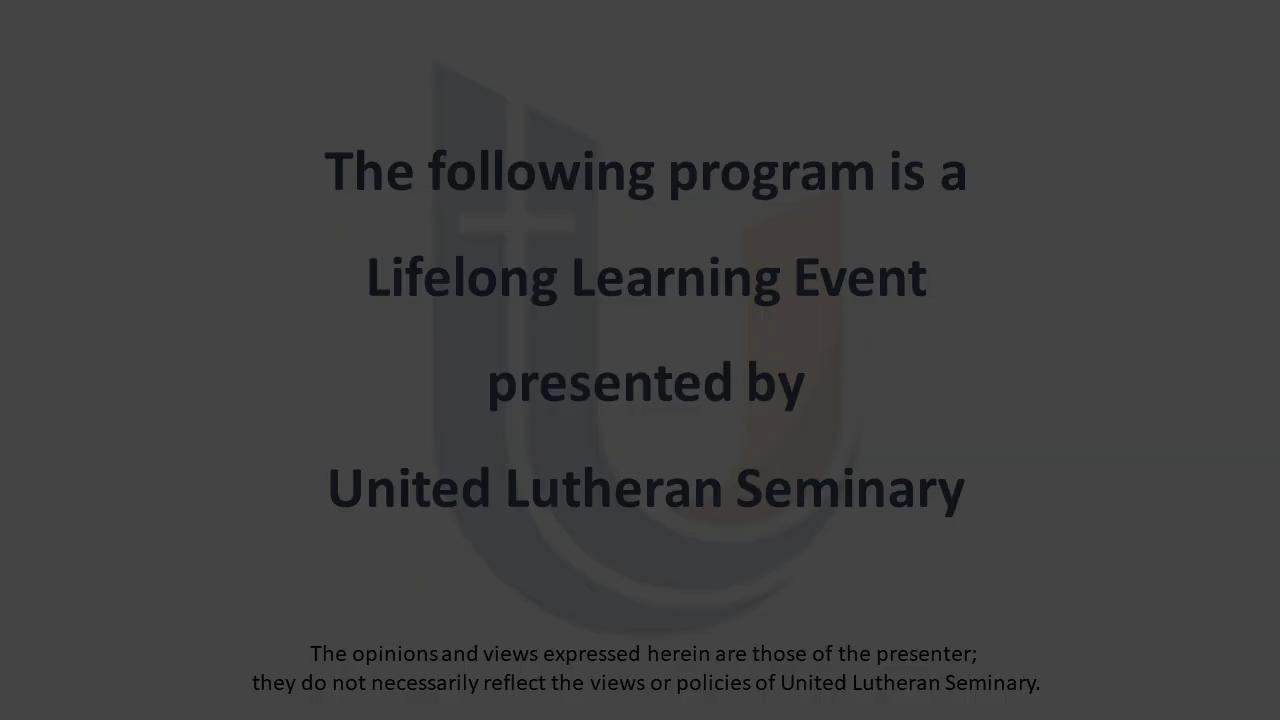 The following program is a
Lifelong Learning Event
presented by
United Lutheran Seminary
The opinions and views expressed herein are those of the presenter;
they do not necessarily reflect the views or policies of United Lutheran Seminary.